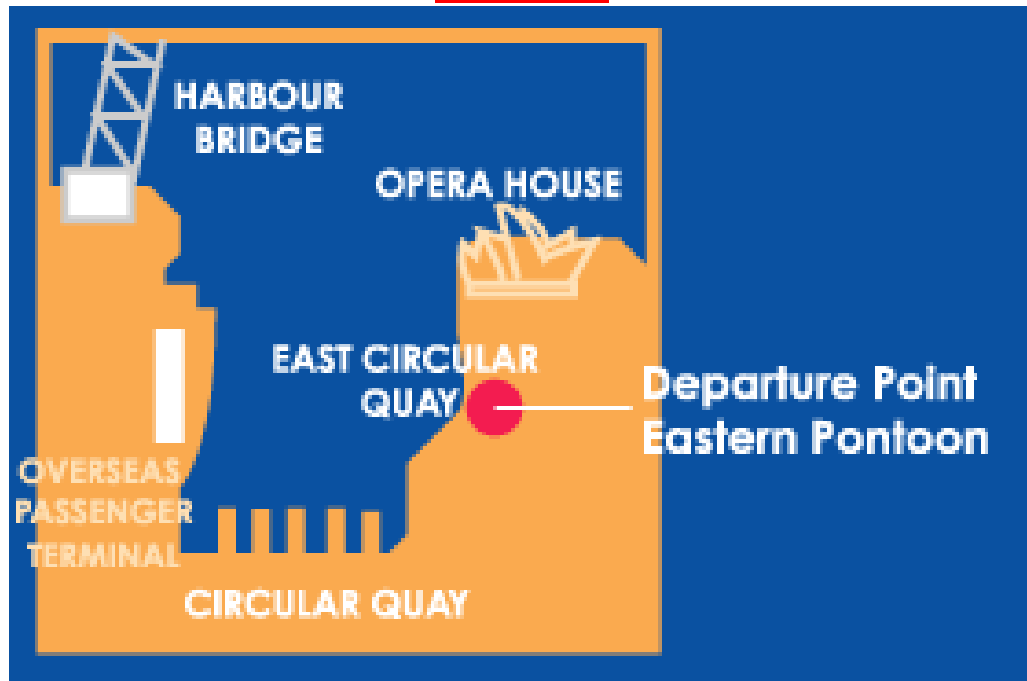 HARBOUR
BRIDGE
OPERA HOUSE
EAST CIRCULAR
QUAY
Departure Point
Eastern Pontoon
OVERSEAS
PASSENGER
TERMINAL
CIRCULAR QUAY